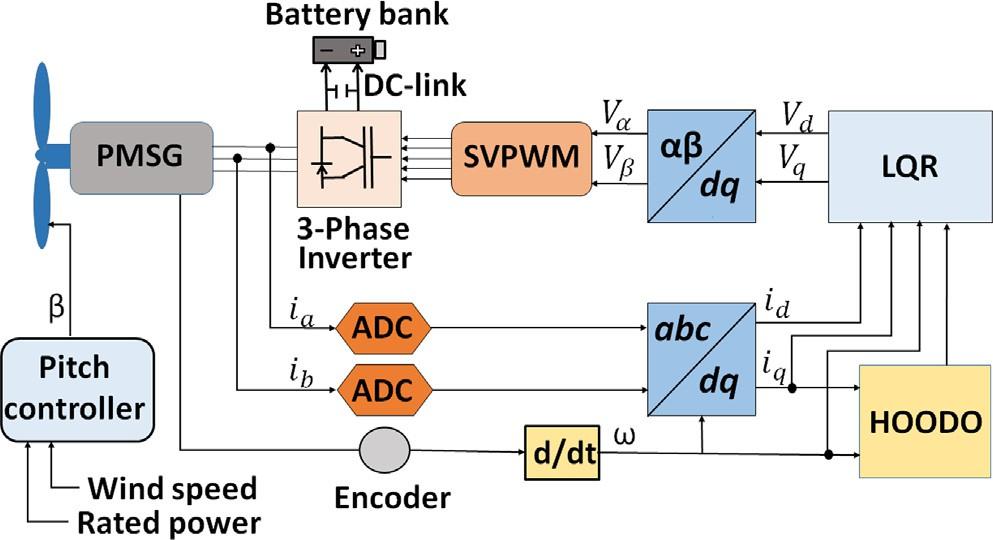 Battery bank
− +
DC-link
PMSG
3-Phase
Inverter
SVPWM
Vα
Vβ
αβ
dq
Vd
Vq
LQR
β
Pitch
controller
Wind speed
Rated power
ia
ADC
ib
ADC
Encoder
d/dt
ω
abc
dq
id
iq
HOODO